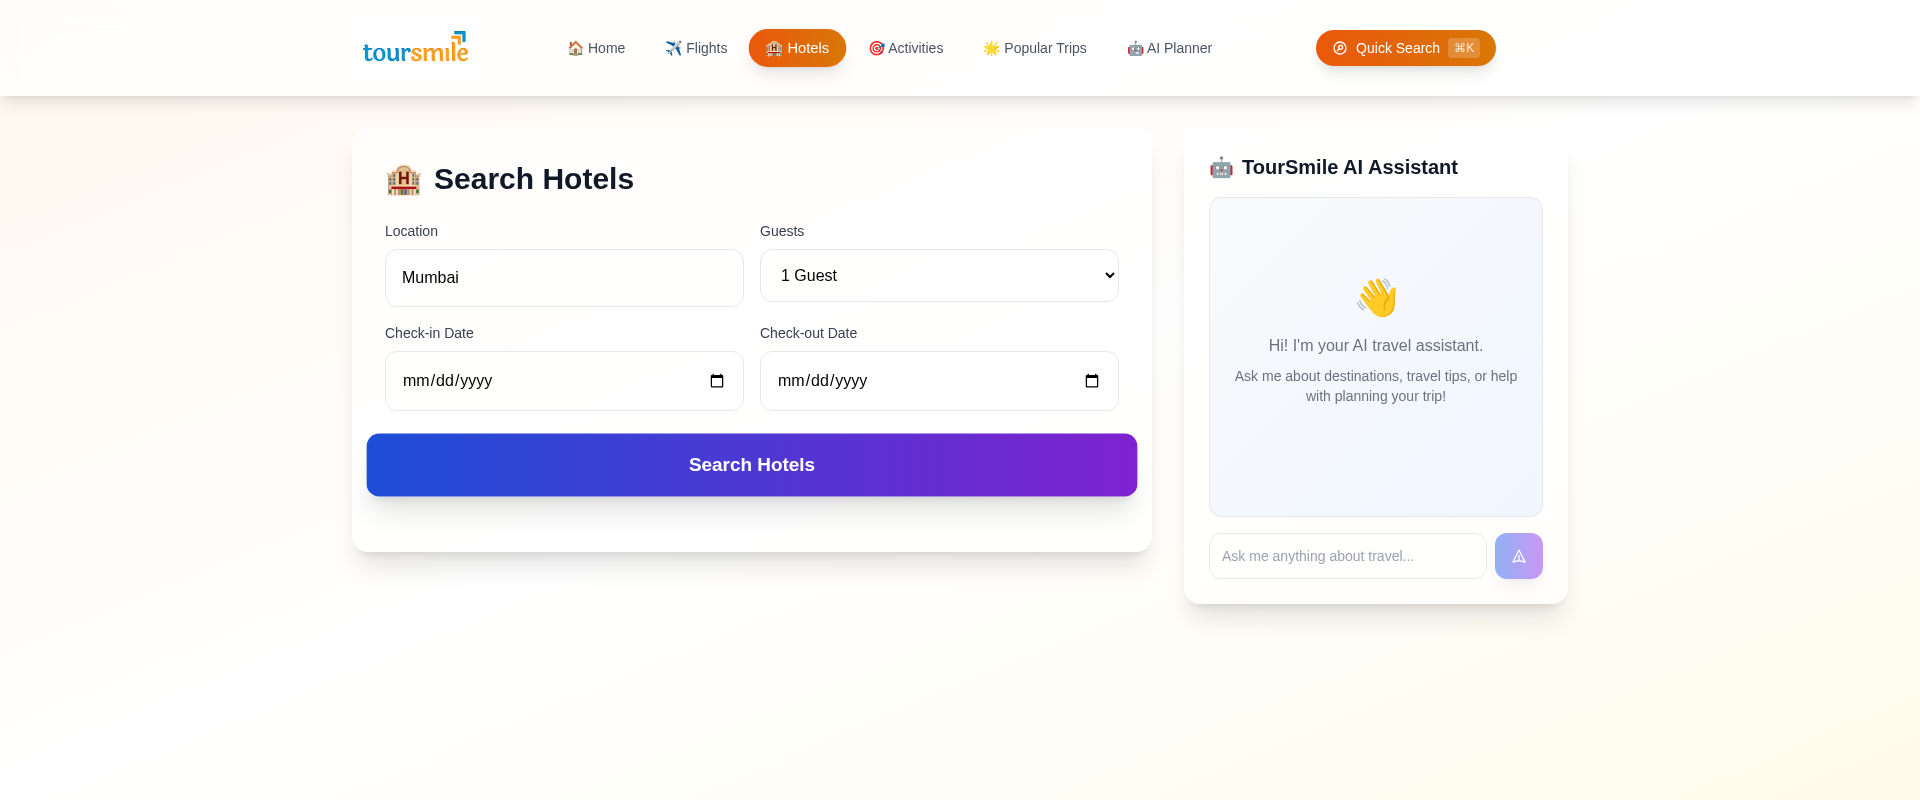 toursmile
Home
Flights
Hotels
Activities
Popular Trips
AI Planner
Quick Search ⌘K
Search Hotels
Location
Guests
Mumbai
1 Guest
Check-in Date
Check-out Date
mm/dd/yyyy
mm/dd/yyyy
Search Hotels
TourSmile AI Assistant
Hi! I'm your AI travel assistant.
Ask me about destinations, travel tips, or help
with planning your trip!
Ask me anything about travel...